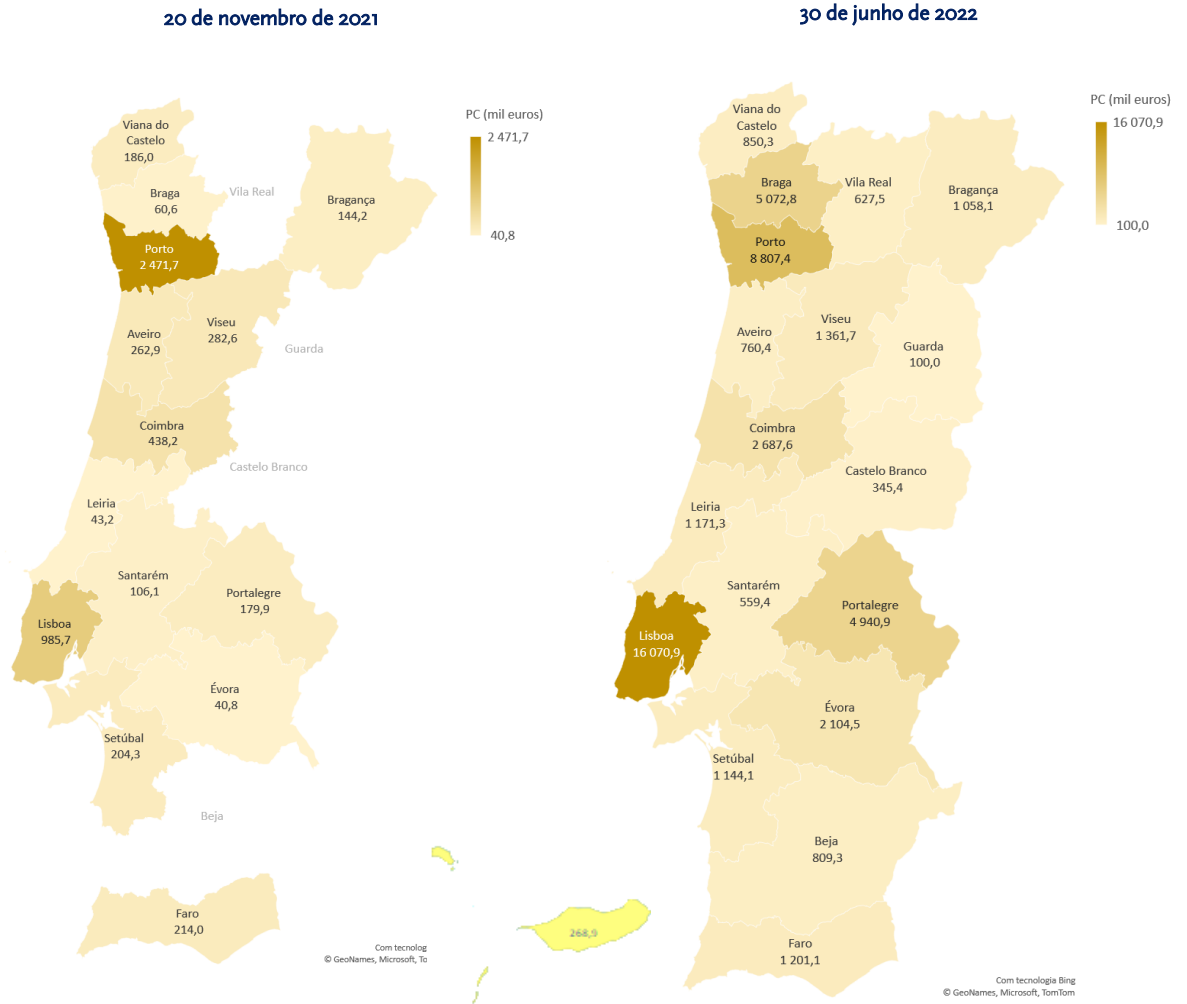 20 de novembro de 2021
PC (mil euros)
2 471,7
40,8
Viana do
Castelo
186,0
Braga
60,6
Vila Real
Bragança
144,2
Porto
2 471,7
Aveiro
262,9
Viseu
282,6
Guarda
Coimbra
438,2
Castelo Branco
Leiria
43,2
Santarém
106,1
Portalegre
179,9
Lisboa
985,7
Évora
40,8
Setúbal
204,3
Beja
Faro
214,0
Com tecnolog
© GeoNames, Microsoft, To
30 de junho de 2022
PC (mil euros)
16 070,9
100,0
Viana do
Castelo
850,3
Braga
5 072,8
Vila Real
627,5
Bragança
1 058,1
Porto
8 807,4
Aveiro
760,4
Viseu
1 361,7
Guarda
100,0
Coimbra
2 687,6
Castelo Branco
345,4
Leiria
1 171,3
Santarém
559,4
Portalegre
4 940,9
Lisboa
16 070,9
Évora
2 104,5
Setúbal
1 144,1
Beja
809,3
268,9
Faro
1 201,1
Com tecnologia Bing
© GeoNames, Microsoft, TomTom